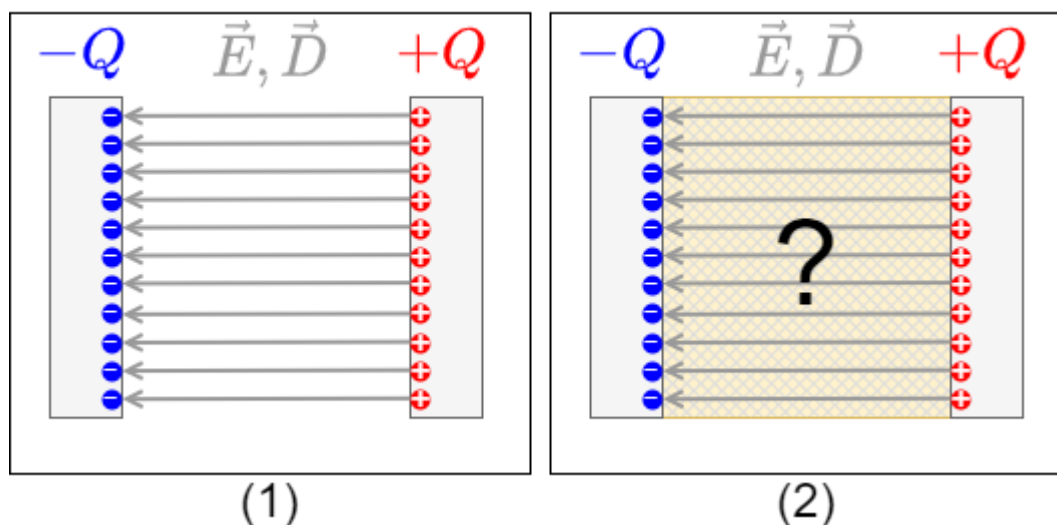 −Q E⃗, D⃗ +Q
−Q E⃗, D⃗ +Q
?
(1)
(2)